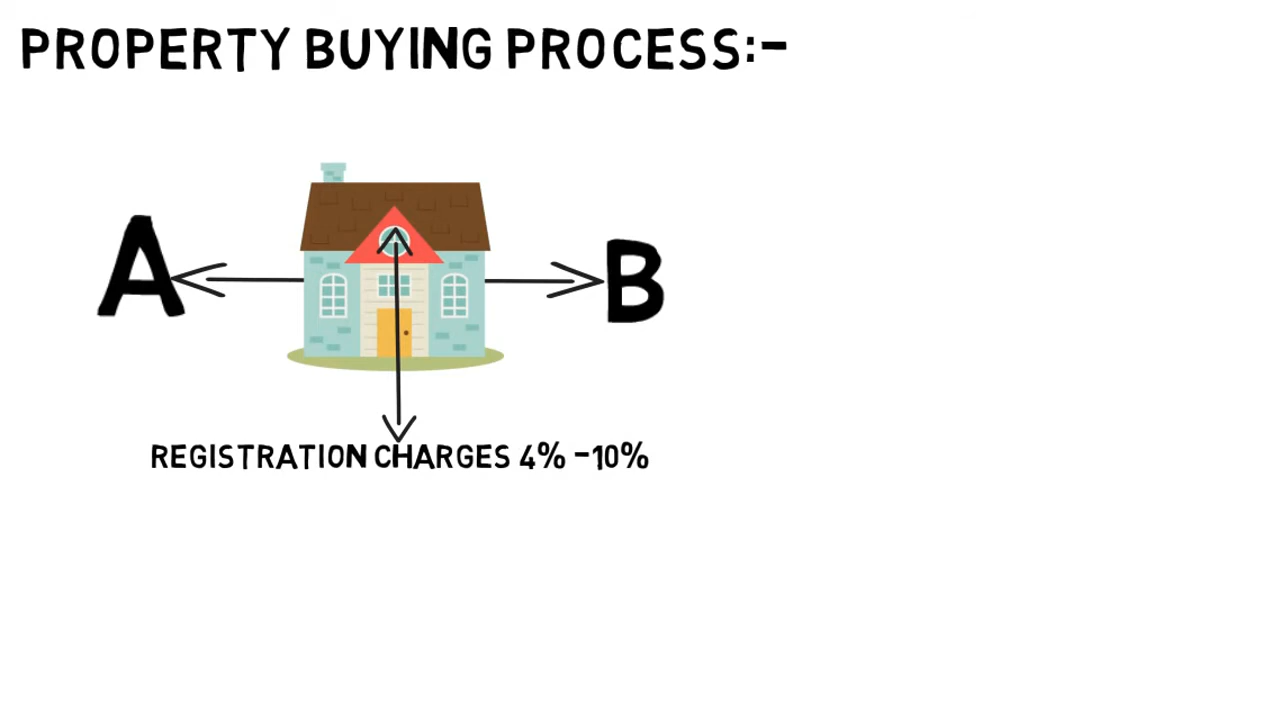 PROPERTY BUYING PROCESS:-
A
B
REGISTRATION CHARGES 4% -10%